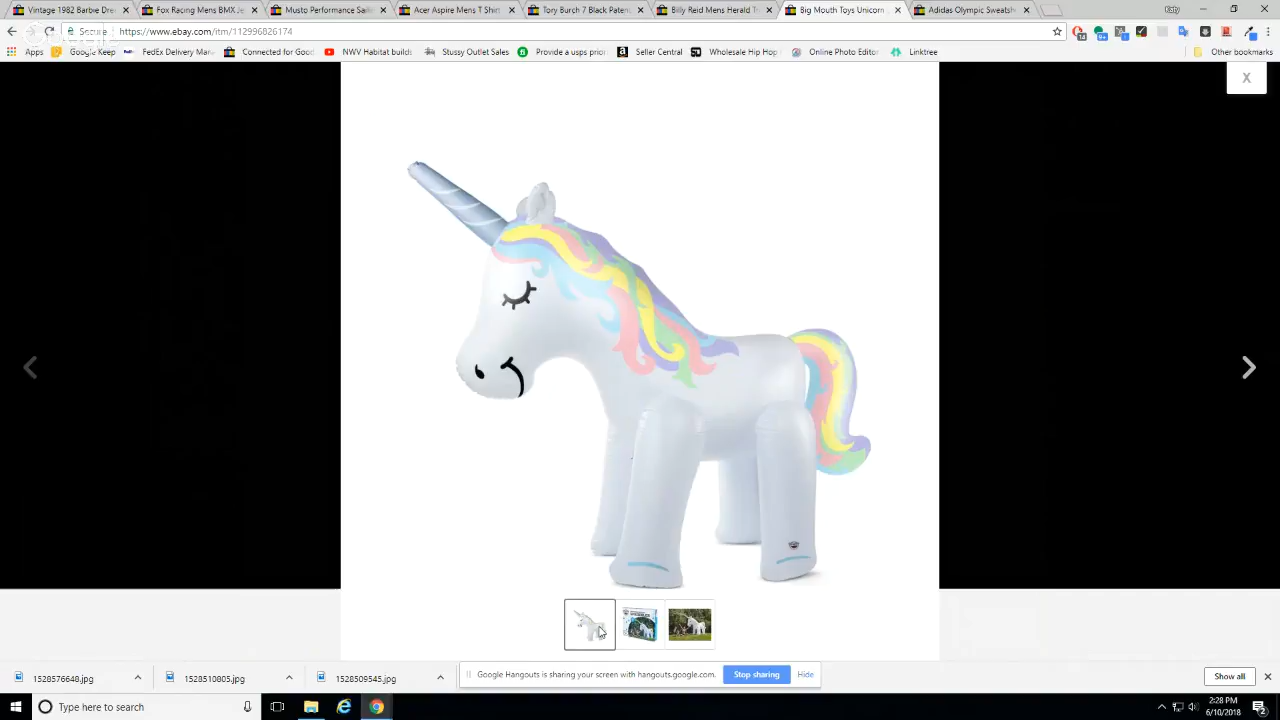 Vintage 1982 Barbie Dre
Fox Racing Mens BMX Je
Musto Performance Saili
Acer Aspire Mens T Shirt
Tory Burch 7 Black Paten
Billy Reid Mens Herald T
Big Mouth Toys Unicorn
Adidas Olympic Sweatsh
Secure
https://www.ebay.com/itm/112996826174
Apps
Google Keep
FedEx Delivery Man
Connected for Good
NWV Habitica Land
Stussy Outlet Sales
Provide a usps prior
Seller Central
Wholesale Hip Hop
Online Photo Editor
Linktree
Other bookmarks
X
1528510805.jpg
1528509545.jpg
Google Hangouts is sharing your screen with hangouts.google.com.
Stop sharing
Hide
Show all
Type here to search
2:28 PM
6/10/2018